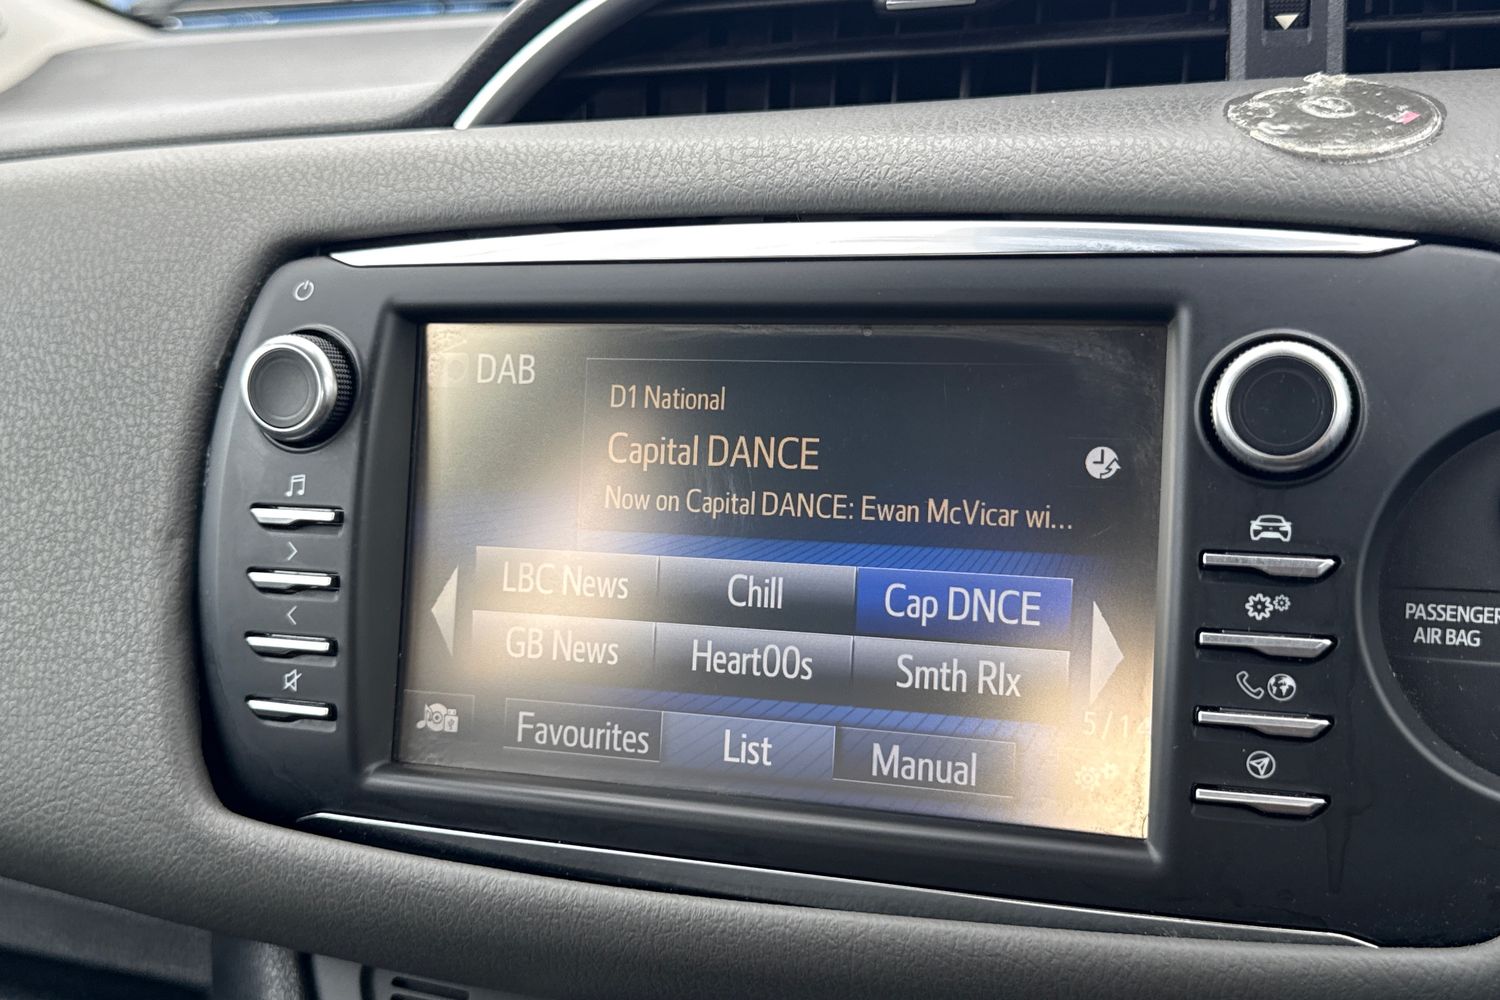 DAB
D1 National
Capital DANCE
Now on Capital DANCE: Ewan McVicar wi...
LBC News Chill Cap DNCE
GB News Heart00s Smth Rlx
Favourites List Manual
PASSENGER
AIR BAG